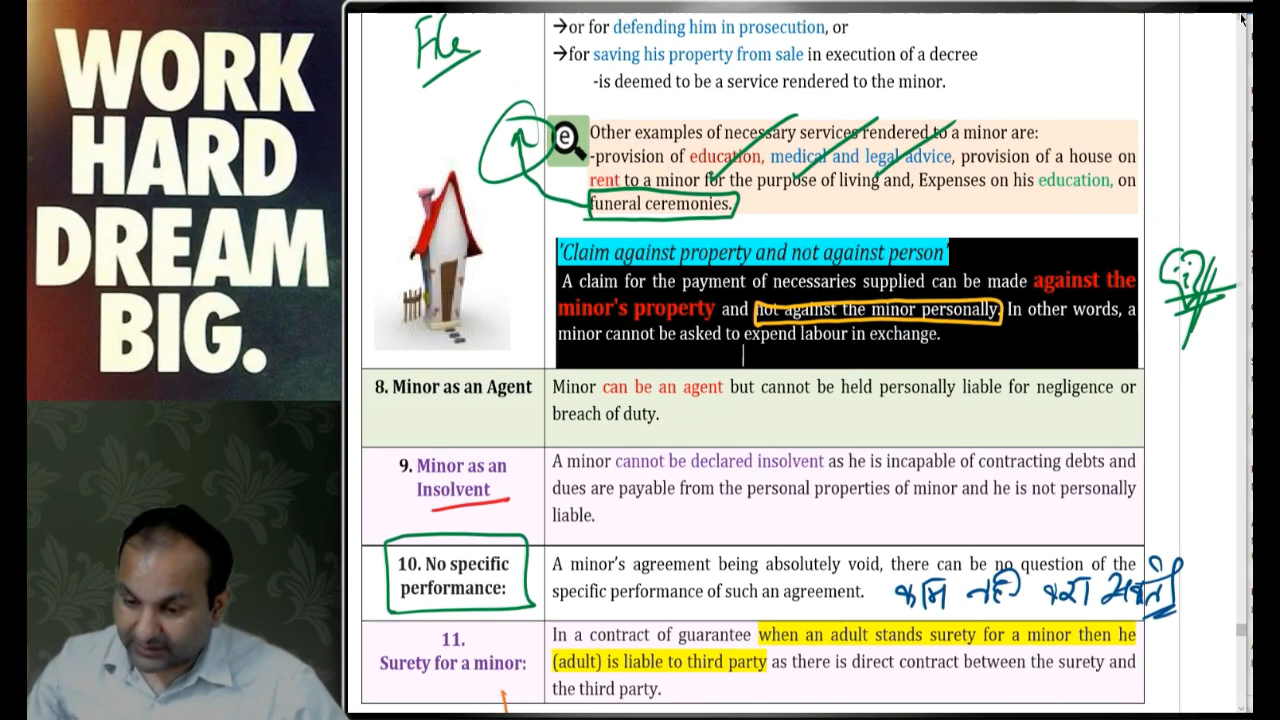 WORK
HARD
DREAM
BIG.
File
→or for defending him in prosecution, or
→for saving his property from sale in execution of a decree
-is deemed to be a service rendered to the minor.
e
Other examples of necessary services rendered to a minor are:
-provision of education, medical and legal advice, provision of a house on
rent to a minor for the purpose of living and, Expenses on his education, on
funeral ceremonies.
'Claim against property and not against person'
A claim for the payment of necessaries supplied can be made against the
minor's property and not against the minor personally. In other words, a
minor cannot be asked to expend labour in exchange.
8. Minor as an Agent
Minor can be an agent but cannot be held personally liable for negligence or
breach of duty.
9. Minor as an
Insolvent
A minor cannot be declared insolvent as he is incapable of contracting debts and
dues are payable from the personal properties of minor and he is not personally
liable.
10. No specific
performance:
A minor’s agreement being absolutely void, there can be no question of the
specific performance of such an agreement.
नहीं करा
11.
Surety for a minor:
In a contract of guarantee when an adult stands surety for a minor then he
(adult) is liable to third party as there is direct contract between the surety and
the third party.